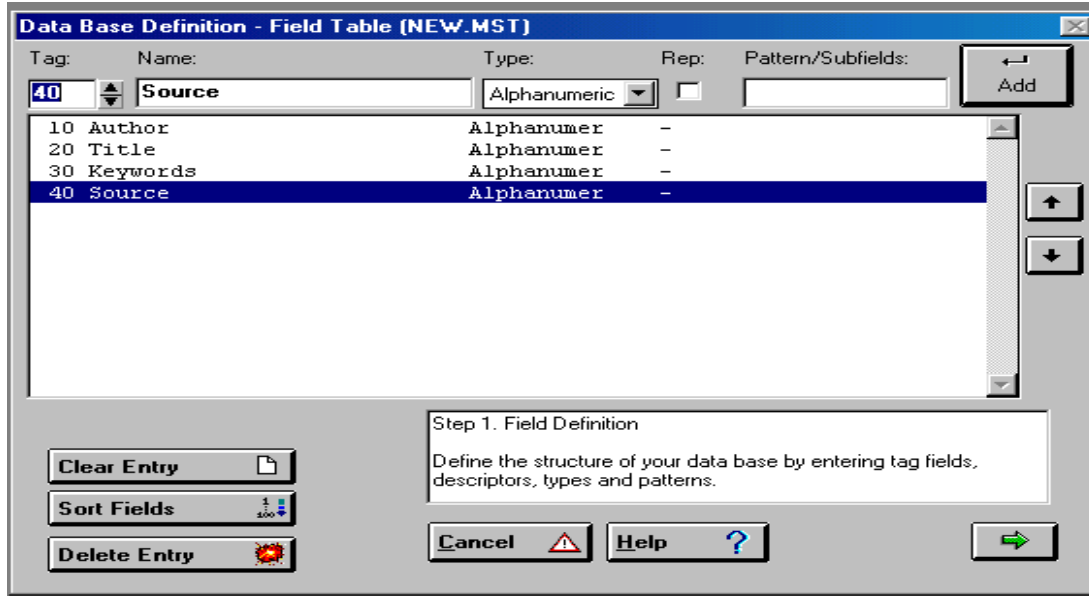 Data Base Definition - Field Table (NEW.MST)
Tag: Name: Type: Rep: Pattern/Subfields:
40 Source Alphanumeric Add
10 Author Alphanumer -
20 Title Alphanumer -
30 Keywords Alphanumer -
40 Source Alphanumer -
Step 1. Field Definition
Define the structure of your data base by entering tag fields,
descriptors, types and patterns.
Clear Entry
Sort Fields
Delete Entry
Cancel Help ?